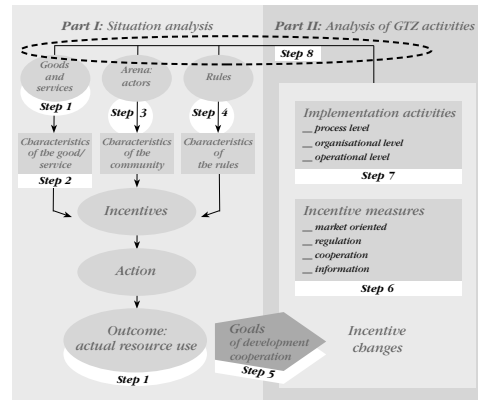 Part I: Situation analysis
Part II: Analysis of GTZ activities
Step 8
Goods
and
services
Arena:
actors
Rules
Step 1
Step 3
Step 4
Characteristics
of the good/
service
Characteristics
of the
community
Characteristics
of
the rules
Step 2
Incentives
Action
Outcome:
actual resource use
Step 1
Goals
of development
cooperation
Step 5
Implementation activities
__ process level
__ organisational level
__ operational level
Step 7
Incentive measures
__ market oriented
__ regulation
__ cooperation
__ information
Step 6
Incentive
changes